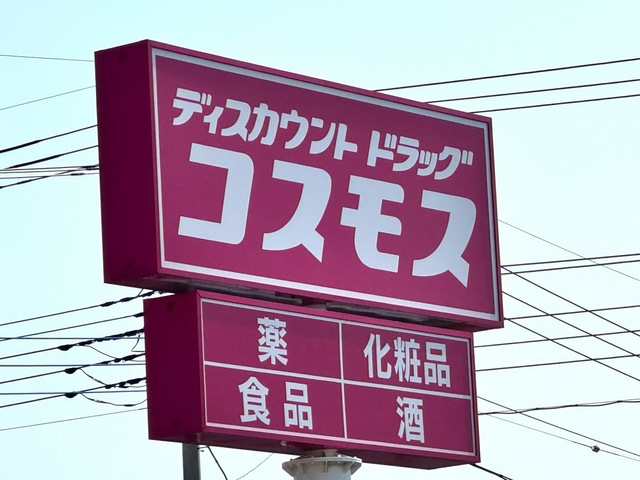 ディスカウント ドラッグ
コスモス
薬 化粧品
食品 酒